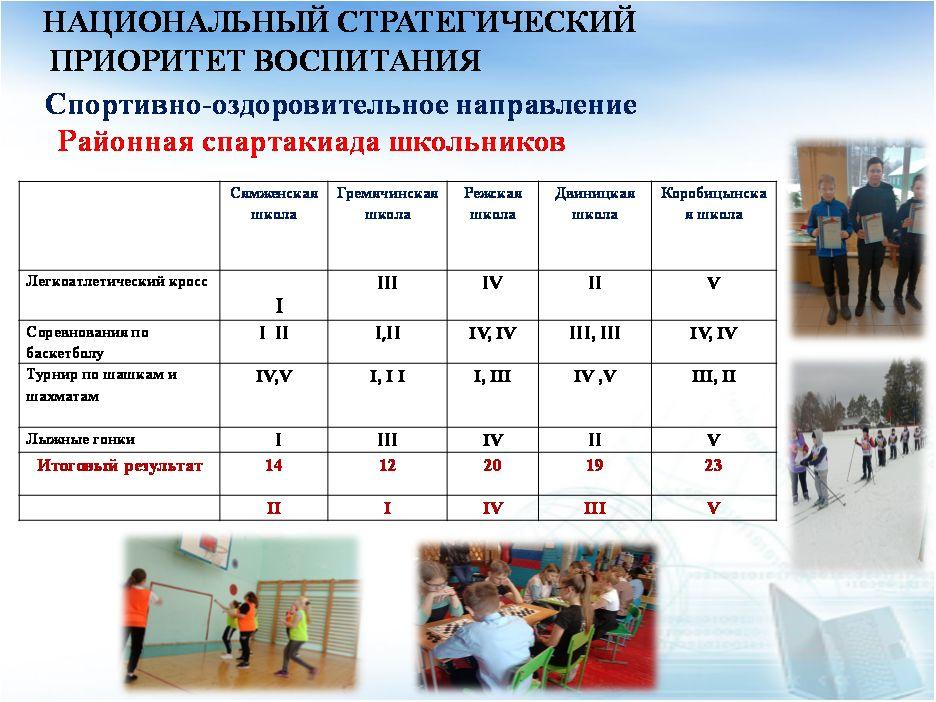 НАЦИОНАЛЬНЫЙ СТРАТЕГИЧЕСКИЙ
ПРИОРИТЕТ ВОСПИТАНИЯ
Спортивно-оздоровительное направление
Районная спартакиада школьников
Сямженская школа Гремячинская школа Режская школа Двиницкая школа Коробицынска я школа
Легкоатлетический кросс I III IV II V
Соревнования по баскетболу I II I,II IV, IV III, III IV, IV
Турнир по шашкам и шахматам IV,V I, I I I, III IV ,V III, II
Лыжные гонки I III IV II V
Итоговый результат 14 12 20 19 23
II I IV III V